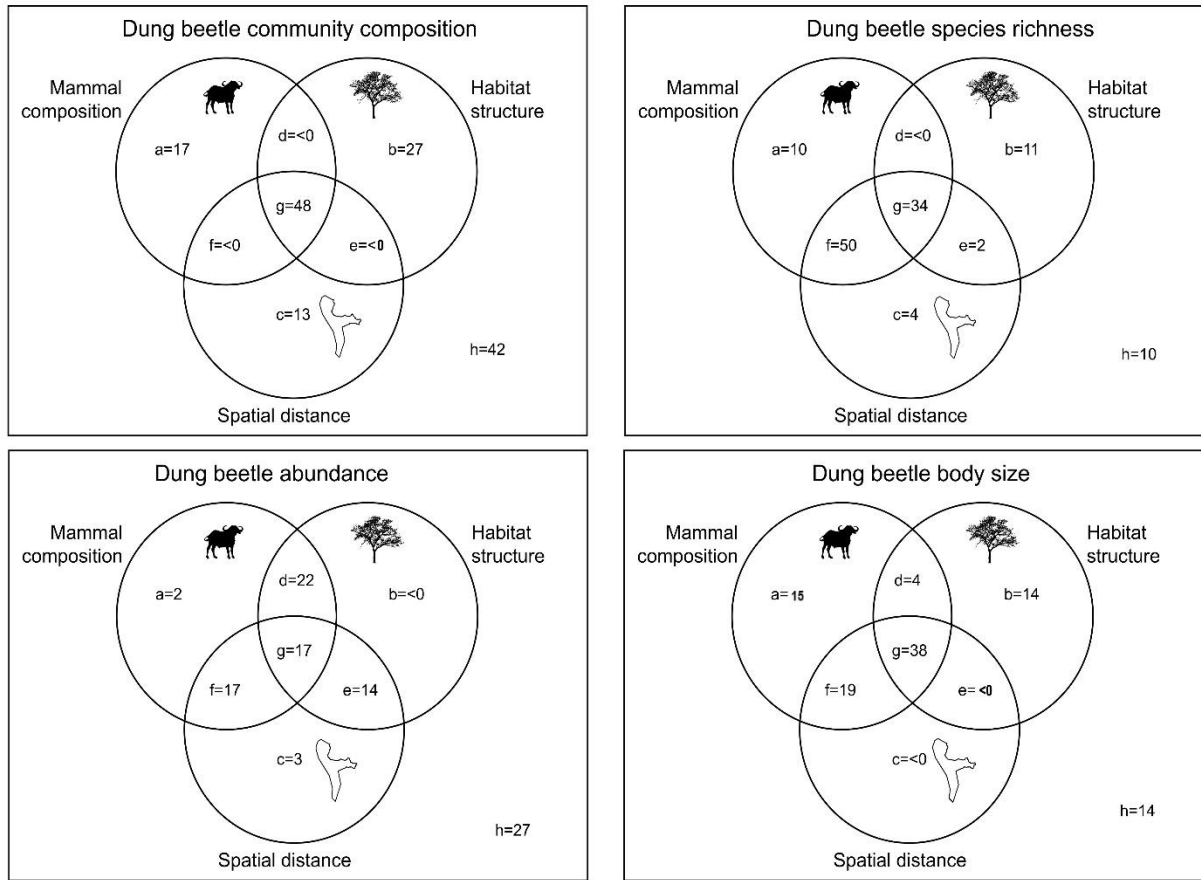 Dung beetle community composition
Mammal
composition
Habitat
structure
d=<0
a=17
b=27
g=48
f=<0
e=<0
c=13
h=42
Spatial distance
Dung beetle species richness
Mammal
composition
Habitat
structure
d=<0
a=10
b=11
g=34
f=50
e=2
c=4
h=10
Spatial distance
Dung beetle abundance
Mammal
composition
Habitat
structure
d=22
a=2
b=<0
g=17
f=17
e=14
c=3
h=27
Spatial distance
Dung beetle body size
Mammal
composition
Habitat
structure
d=4
a= 15
b=14
g=38
f=19
e= <0
c=<0
h=14
Spatial distance